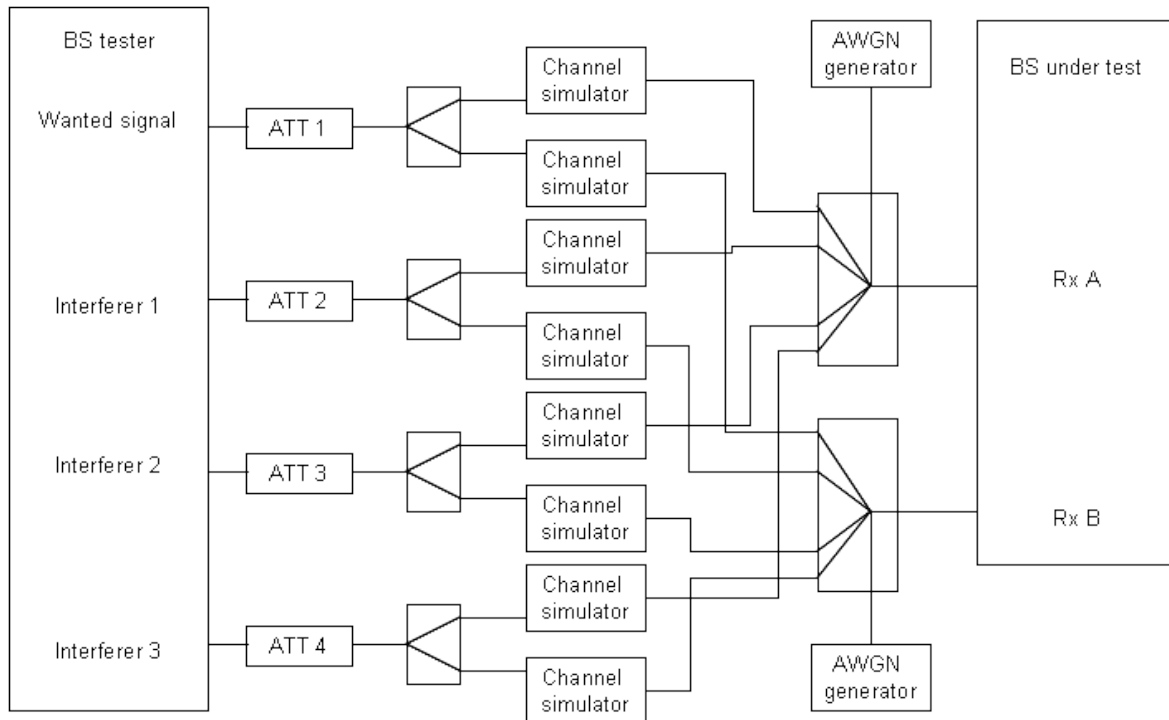 BS tester
Wanted signal
Interferer 1
Interferer 2
Interferer 3
ATT 1
ATT 2
ATT 3
ATT 4
Channel
simulator
Channel
simulator
Channel
simulator
Channel
simulator
Channel
simulator
Channel
simulator
Channel
simulator
Channel
simulator
AWGN
generator
AWGN
generator
BS under test
Rx A
Rx B